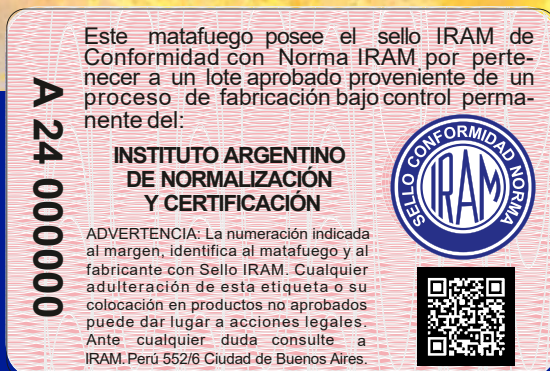 Este matafuego posee el sello IRAM de
Conformidad con Norma IRAM por perte-
necer a un lote aprobado proveniente de un
proceso de fabricación bajo control perma-
nente del:
INSTITUTO ARGENTINO
DE NORMALIZACIÓN
Y CERTIFICACIÓN
ADVERTENCIA: La numeración indicada
al margen, identifica al matafuego y al
fabricante con Sello IRAM. Cualquier
adulteración de esta etiqueta o su
colocación en productos no aprobados
puede dar lugar a acciones legales.
Ante cualquier duda consulte a
IRAM. Perú 552/6 Ciudad de Buenos Aires.
A 24 000000
SELLO CONFORMIDAD NORMA
IRAM